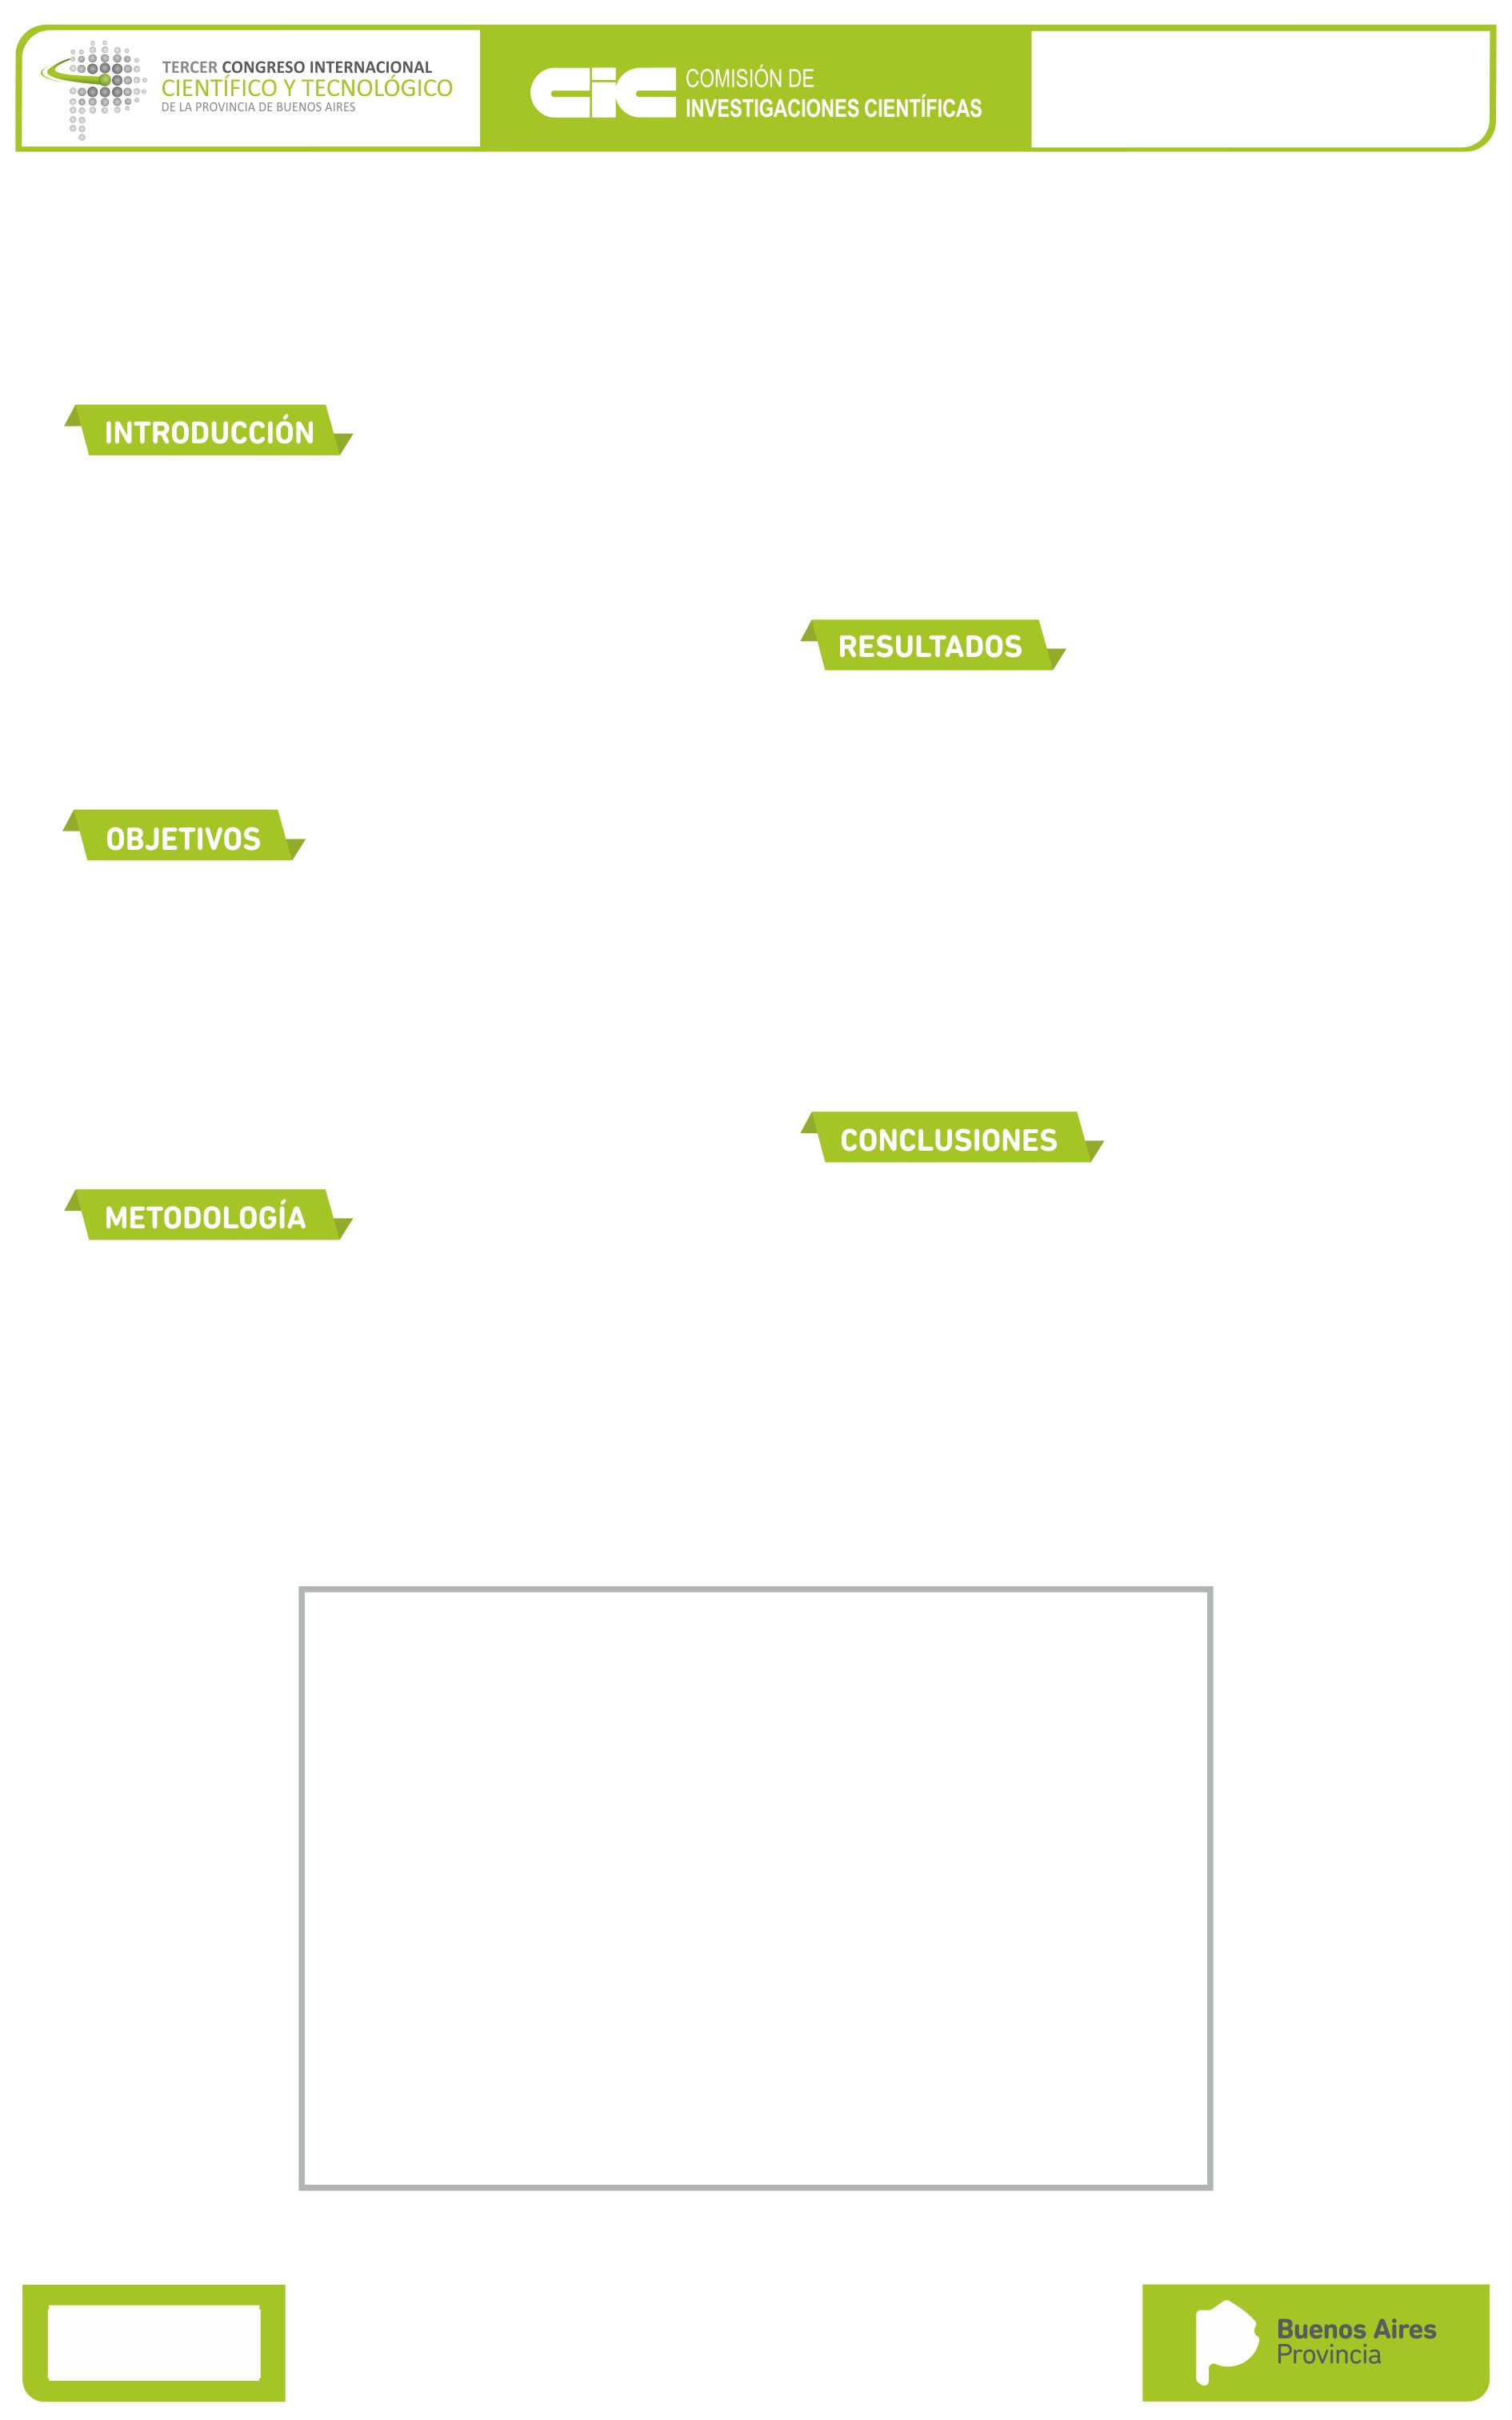 TERCER CONGRESO INTERNACIONAL
CIENTÍFICO Y TECNOLÓGICO
DE LA PROVINCIA DE BUENOS AIRES
cic
COMISIÓN DE
INVESTIGACIONES CIENTÍFICAS
INTRODUCCIÓN
OBJETIVOS
METODOLOGÍA
RESULTADOS
CONCLUSIONES
Buenos Aires
Provincia